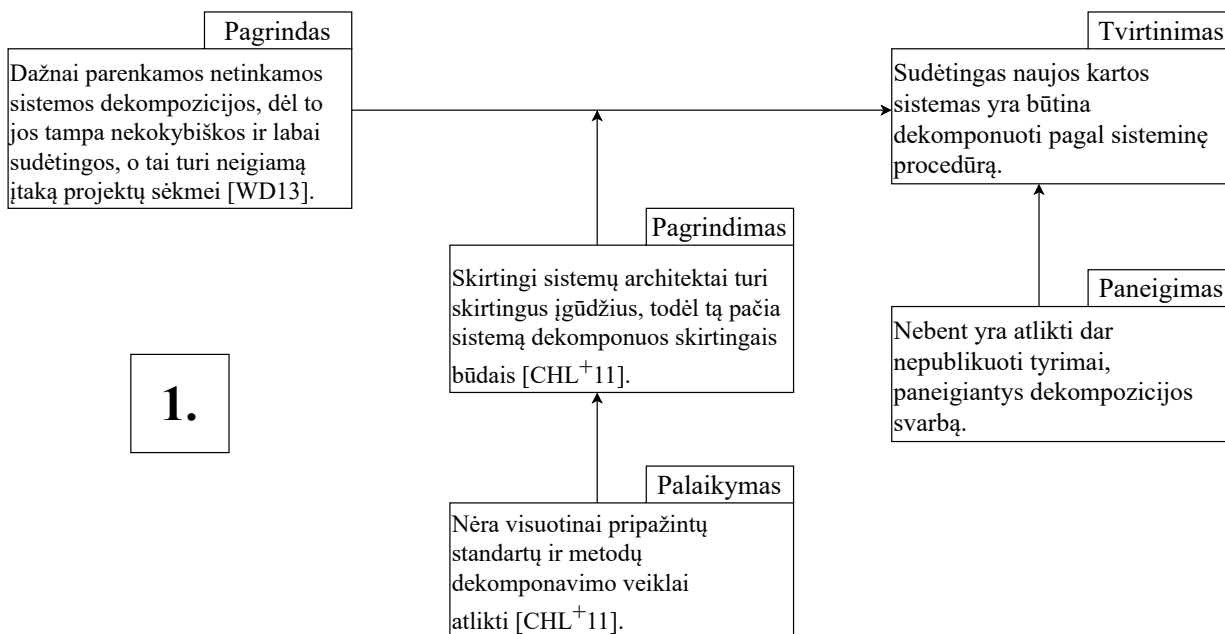 Pagrindas
Dažnai parenkamos netinkamos
sistemos dekompozicijos, dėl to
jos tampa nekokybiškos ir labai
sudėtingos, o tai turi neigiamą
įtaką projektų sėkmei [WD13].
Tvirtinimas
Sudėtingas naujos kartos
sistemas yra būtina
dekomponuoti pagal sisteminę
procedūrą.
Pagrindimas
Skirtingi sistemų architektai turi
skirtingus įgūdžius, todėl tą pačia
sistemą dekomponuos skirtingais
būdais [CHL+11].
Paneigimas
Nebent yra atlikti dar
nepublikuoti tyrimai,
paneigiantys dekompozicijos
svarbą.
1.
Palaikymas
Nėra visuotinai pripažintų
standartų ir metodų
dekomponavimo veiklai
atlikti [CHL+11].